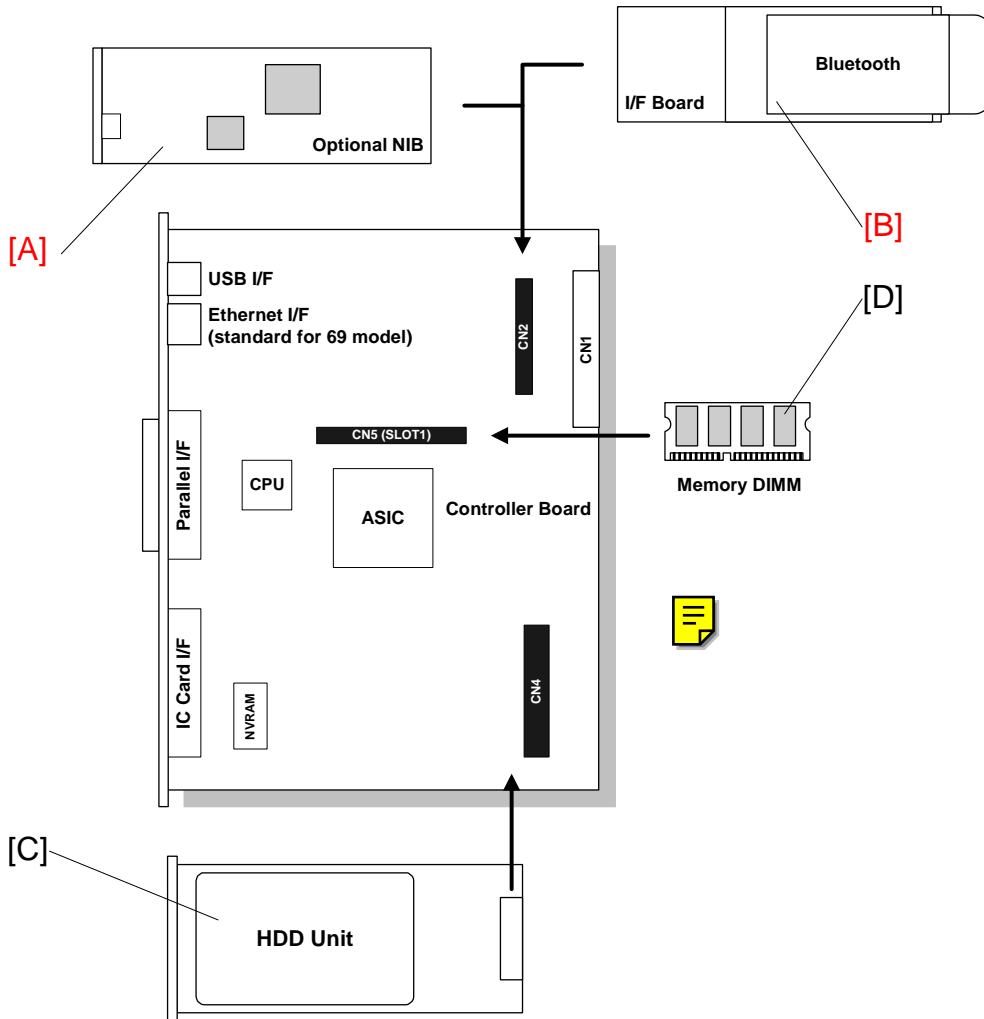 Bluetooth
I/F Board
Optional NIB
[A]
[B]
USB I/F
Ethernet I/F
(standard for 69 model)
[D]
CN2
CN1
CN5 (SLOT1)
Parallel I/F
CPU
ASIC
Controller Board
Memory DIMM
IC Card I/F
NVRAM
CN4
[C]
HDD Unit